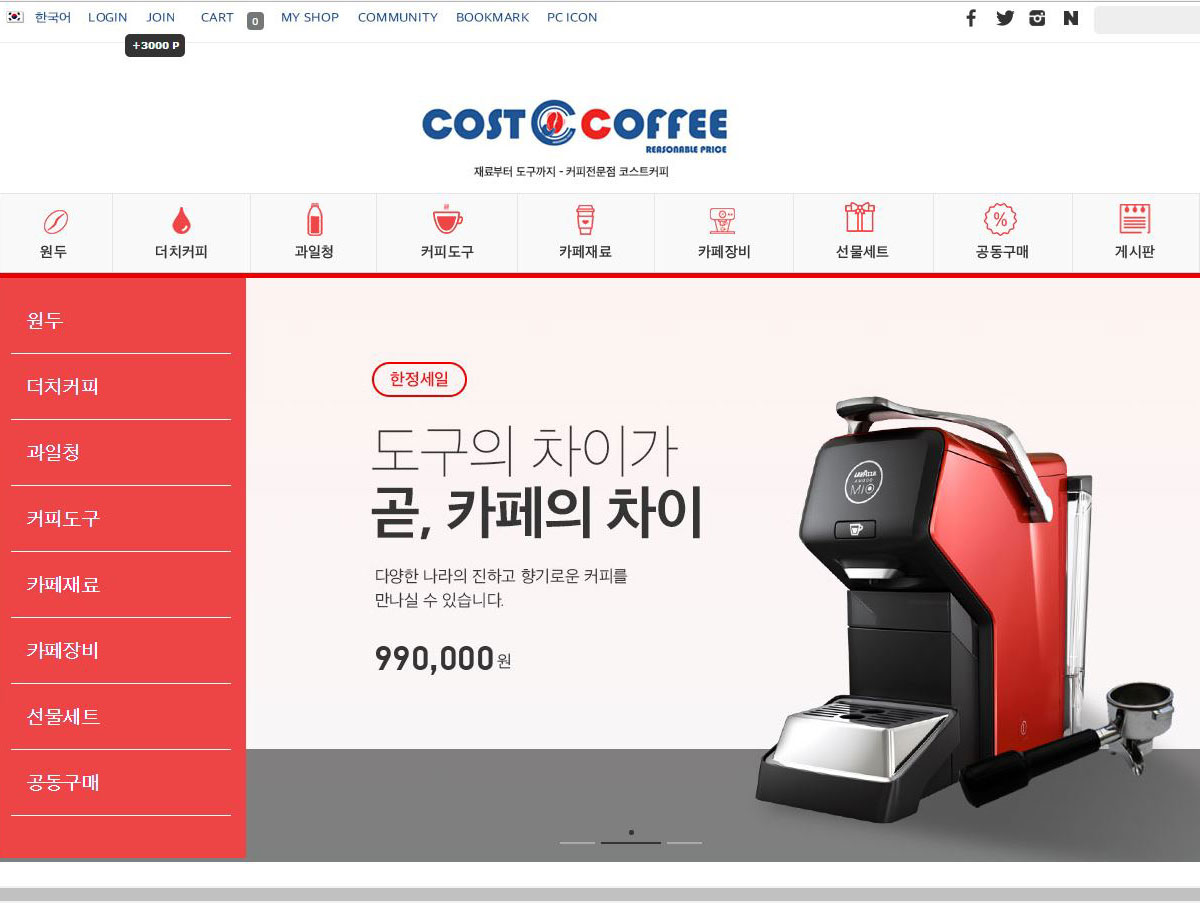 한국어 LOGIN JOIN CART 0 MY SHOP COMMUNITY BOOKMARK PC ICON
+3000 P
COST COFFEE
REASONABLE PRICE
재료부터 도구까지 - 커피전문점 코스트커피
원두 더치커피 과일청 커피도구 카페재료 카페장비 선물세트 공동구매 게시판
원두
더치커피
과일청
커피도구
카페재료
카페장비
선물세트
공동구매
한정세일
도구의 차이가
곧, 카페의 차이
다양한 나라의 진하고 향기로운 커피를
만나실 수 있습니다.
990,000원
LAVAZZA
A MODO
MIO